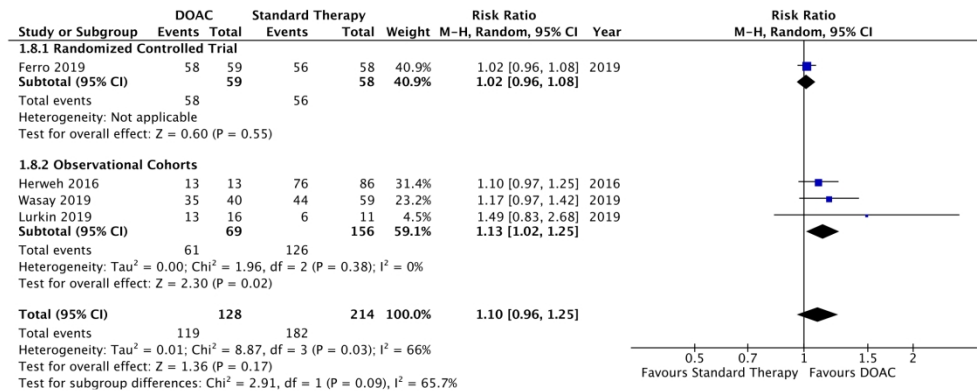 DOAC Standard Therapy Risk Ratio Risk Ratio
Study or Subgroup Events Total Events Total Weight M-H, Random, 95% CI Year M-H, Random, 95% CI
1.8.1 Randomized Controlled Trial
Ferro 2019 58 59 56 58 40.9% 1.02 [0.96, 1.08] 2019
Subtotal (95% CI) 59 58 40.9% 1.02 [0.96, 1.08]
Total events 58 56
Heterogeneity: Not applicable
Test for overall effect: Z = 0.60 (P = 0.55)
1.8.2 Observational Cohorts
Herweh 2016 13 13 76 86 31.4% 1.10 [0.97, 1.25] 2016
Wasay 2019 35 40 44 59 23.2% 1.17 [0.97, 1.42] 2019
Lurkin 2019 13 16 6 11 4.5% 1.49 [0.83, 2.68] 2019
Subtotal (95% CI) 69 156 59.1% 1.13 [1.02, 1.25]
Total events 61 126
Heterogeneity: Tau² = 0.00; Chi² = 1.96, df = 2 (P = 0.38); I² = 0%
Test for overall effect: Z = 2.30 (P = 0.02)
Total (95% CI) 128 214 100.0% 1.10 [0.96, 1.25]
Total events 119 182
Heterogeneity: Tau² = 0.01; Chi² = 8.87, df = 3 (P = 0.03); I² = 66%
Test for overall effect: Z = 1.36 (P = 0.17)
Test for subgroup differences: Chi² = 2.91, df = 1 (P = 0.09), I² = 65.7%
0.5 0.7 1 1.5 2
Favours Standard Therapy Favours DOAC